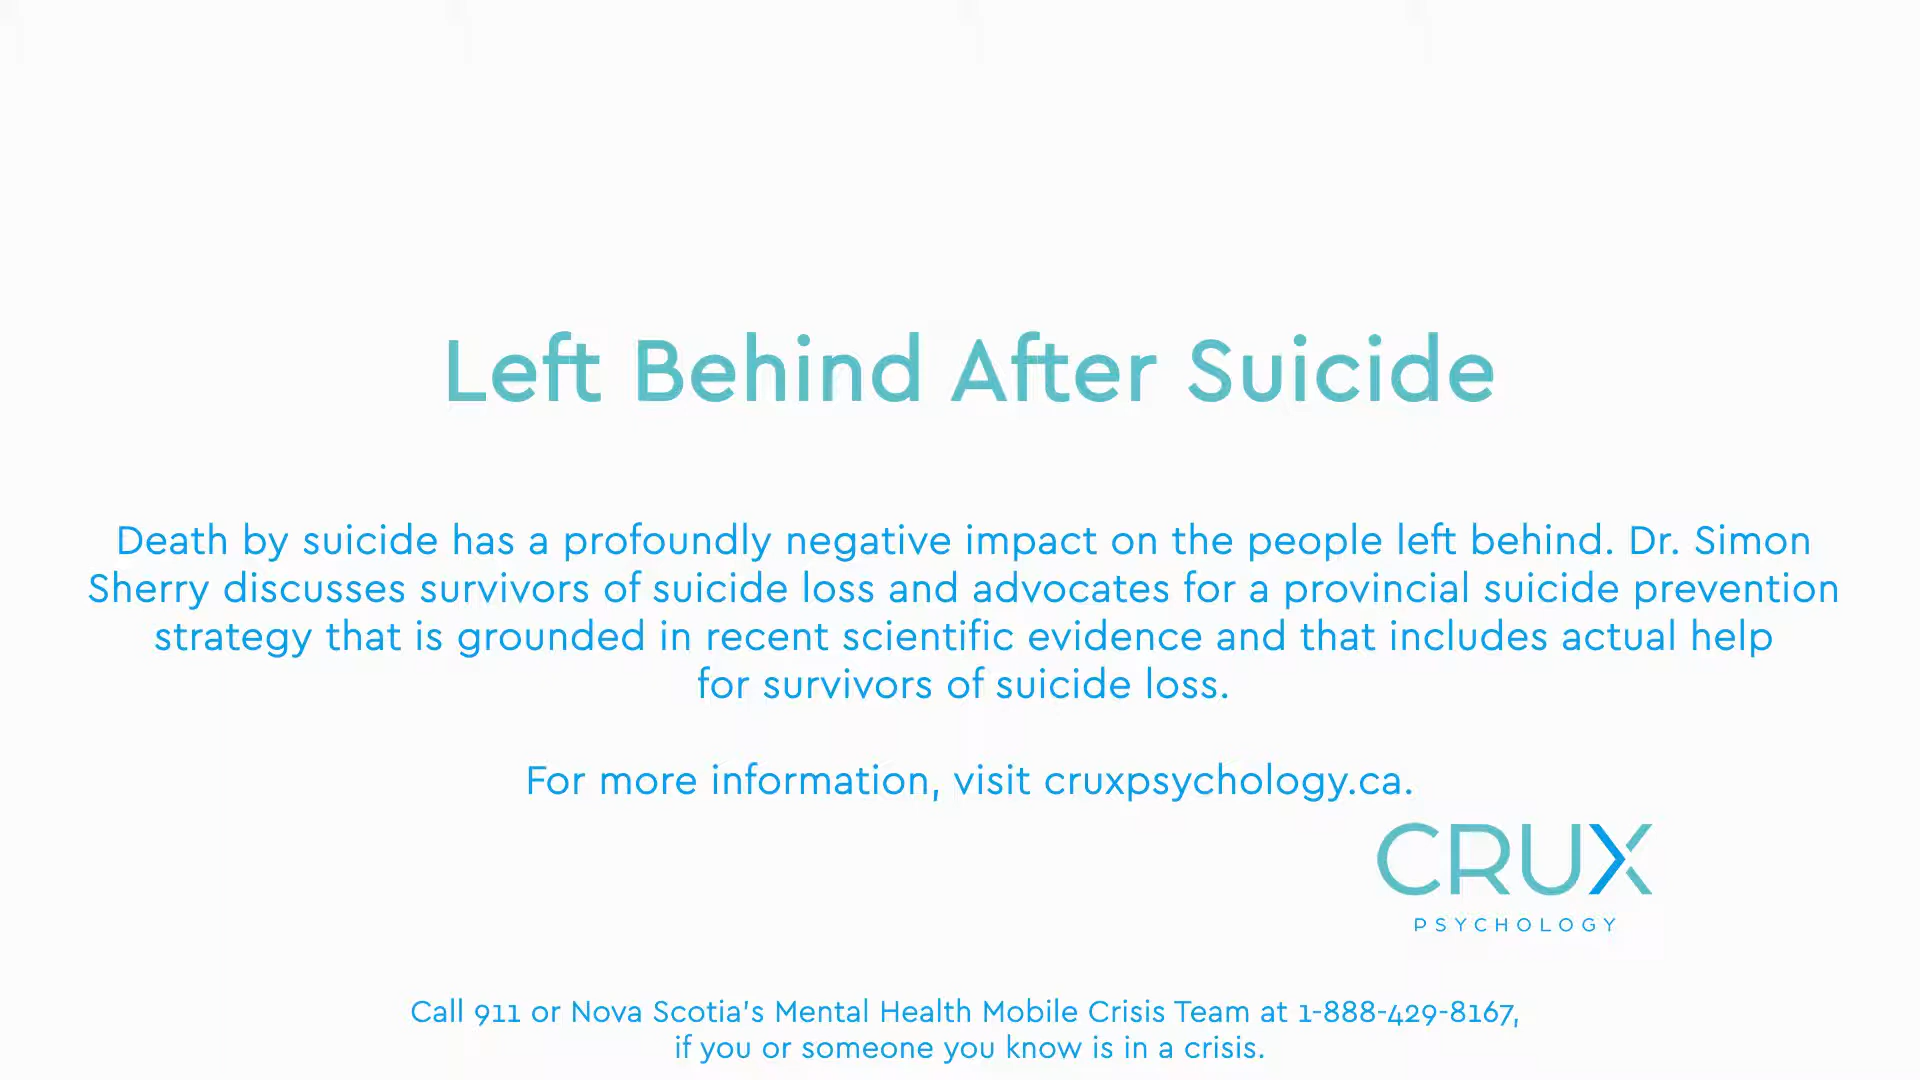 Left Behind After Suicide
Death by suicide has a profoundly negative impact on the people left behind. Dr. Simon
Sherry discusses survivors of suicide loss and advocates for a provincial suicide prevention
strategy that is grounded in recent scientific evidence and that includes actual help
for survivors of suicide loss.
For more information, visit cruxpsychology.ca.
CRUX
PSYCHOLOGY
Call 911 or Nova Scotia's Mental Health Mobile Crisis Team at 1-888-429-8167,
if you or someone you know is in a crisis.